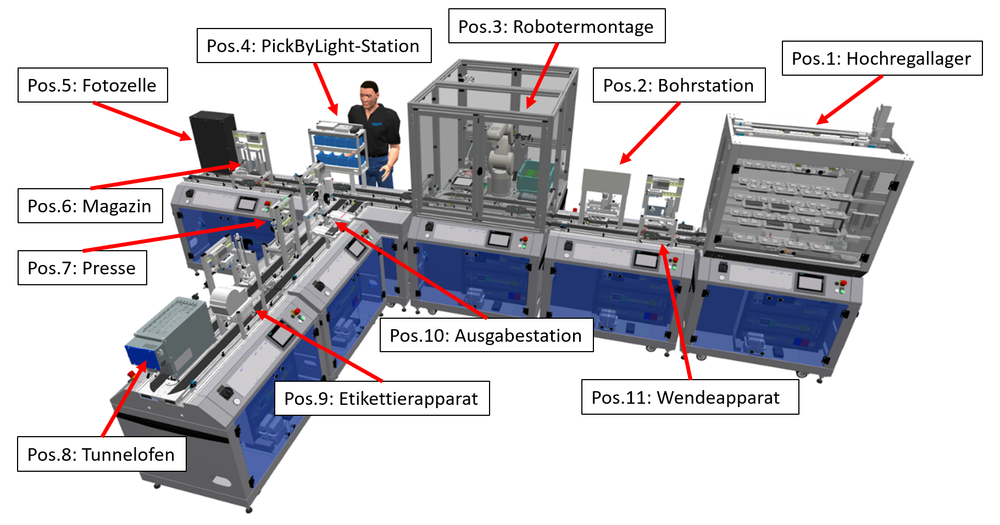 Pos.3: Robotermontage
Pos.4: PickByLight-Station
Pos.1: Hochregallager
Pos.5: Fotozelle
Pos.2: Bohrstation
Pos.6: Magazin
Pos.7: Presse
Pos.10: Ausgabestation
Pos.9: Etikettierapparat
Pos.11: Wendeapparat
Pos.8: Tunnelofen